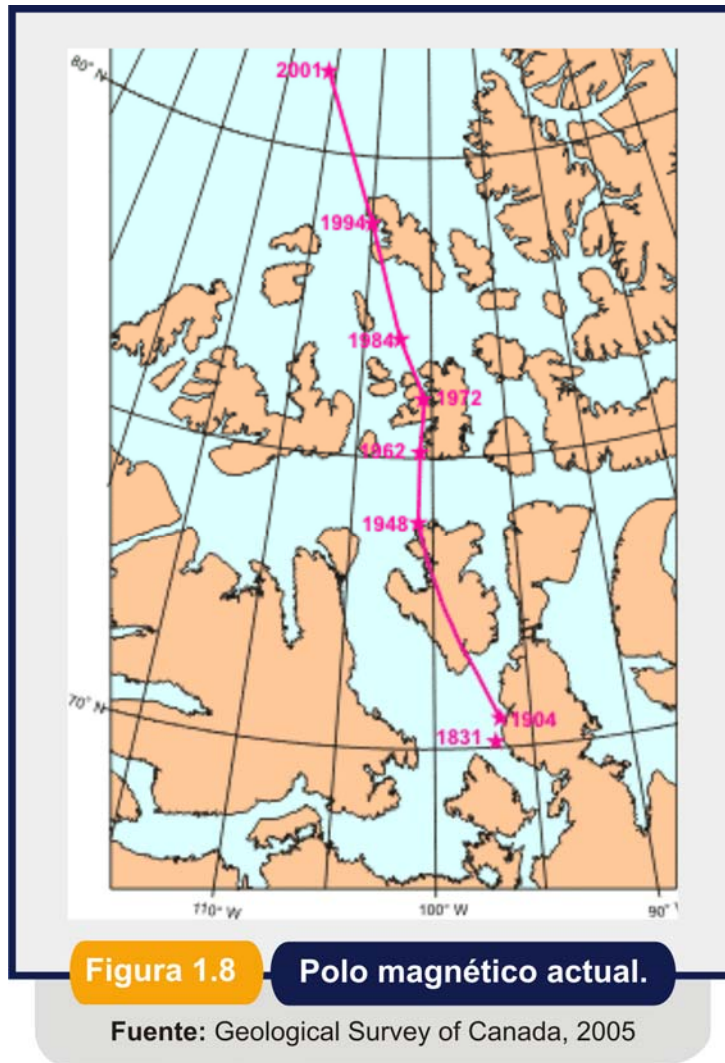 80° N
2001
1994
1984
1972
1962
1948
1904
1831
70° N
110° W
100° W
90°
Figura 1.8
Polo magnético actual.
Fuente: Geological Survey of Canada, 2005